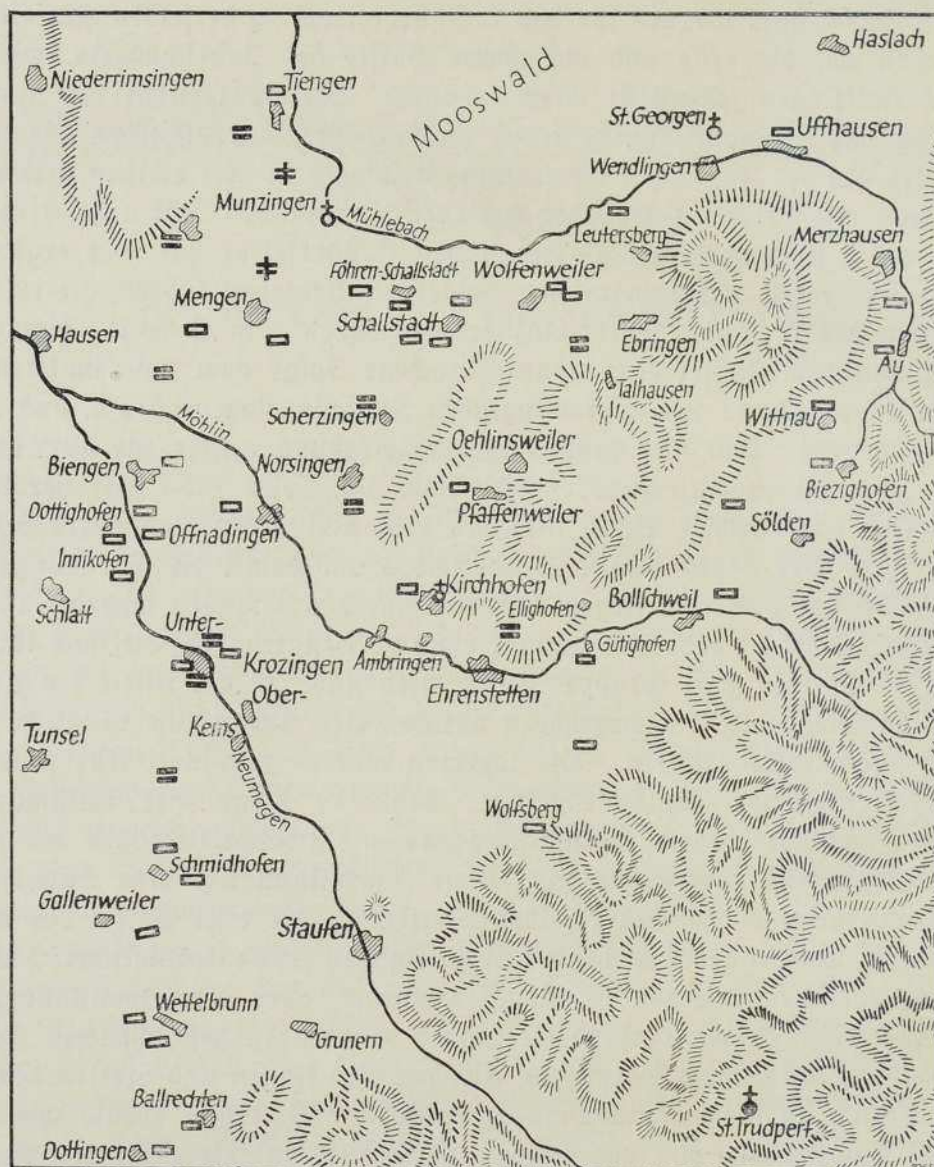 Haslach
Niederrimsingen
Tiengen
Mooswald
St. Georgen
Uffhausen
Wendlingen
Munzingen
Mühlebach
Leutersberg
Merzhausen
Föhren-Schallstadt
Wolfenweiler
Mengen
Schallstadt
Ebringen
Hausen
Au
Talhausen
Möhlin
Scherzingen
Wittnau
Oehlinsweiler
Biengen
Norsingen
Biezighofen
Dottighofen
Offnadingen
Pfaffenweiler
Sölden
Innikofen
Kirchhofen
Schlatt
Ellighofen
Bollschweil
Unter-
Gütighofen
Krozingen
Ambringen
Ober-
Ehrenstetten
Kems
Tunsel
Neumagen
Wolfsberg
Schmidhofen
Gallenweiler
Staufen
Wettelbrunn
Grunern
Ballrechten
St. Trudpert
Dottingen